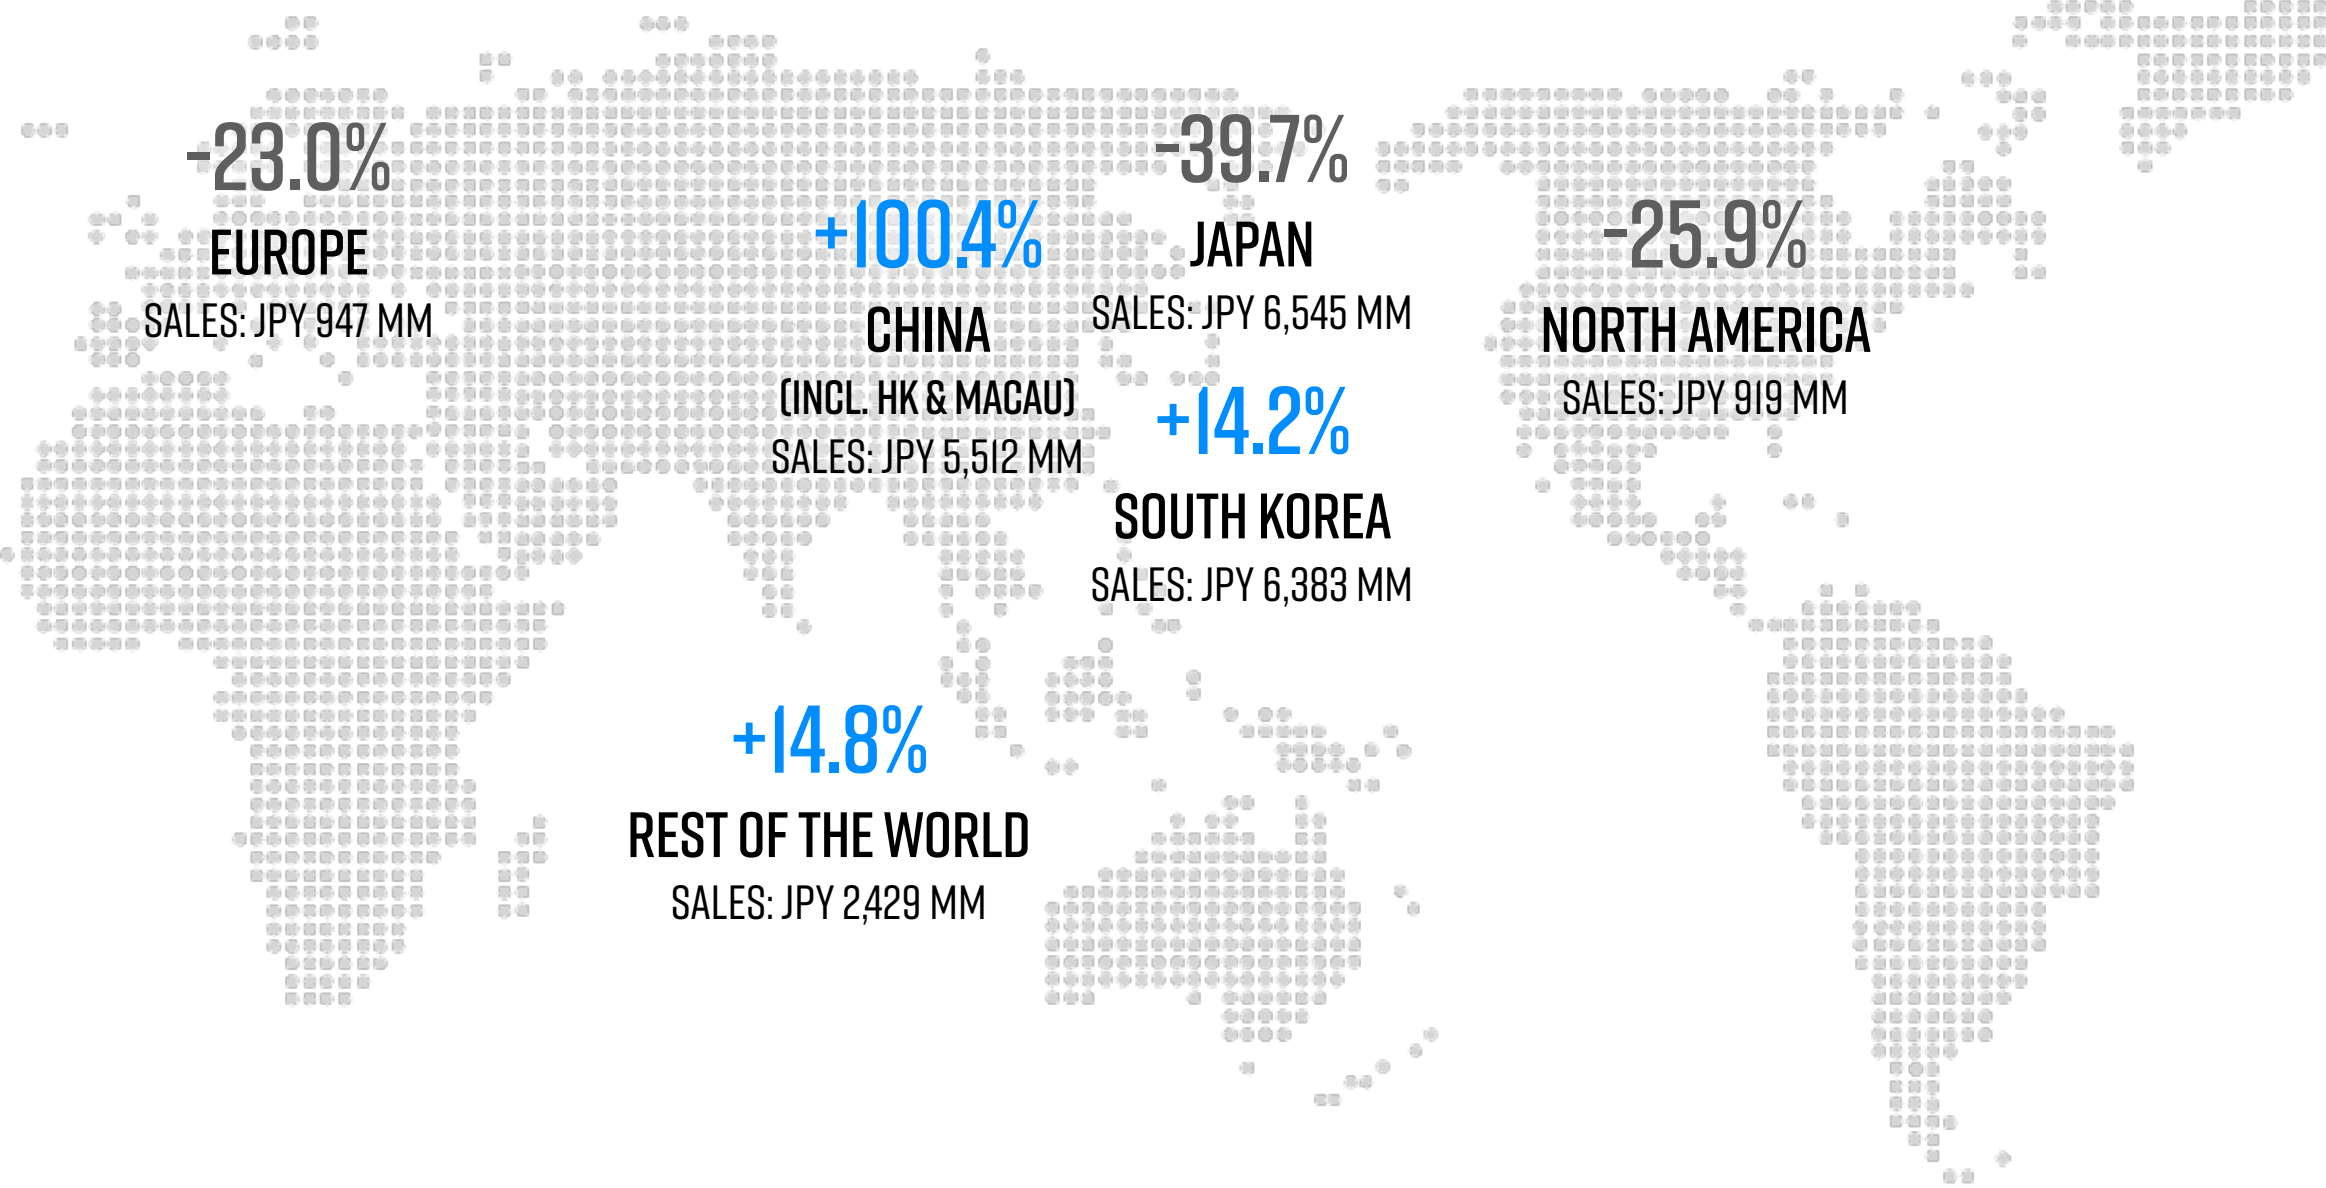 -23.0%
EUROPE
SALES: JPY 947 MM
+100.4%
CHINA
(INCL. HK & MACAU)
SALES: JPY 5,512 MM
-39.7%
JAPAN
SALES: JPY 6,545 MM
+14.2%
SOUTH KOREA
SALES: JPY 6,383 MM
-25.9%
NORTH AMERICA
SALES: JPY 919 MM
+14.8%
REST OF THE WORLD
SALES: JPY 2,429 MM